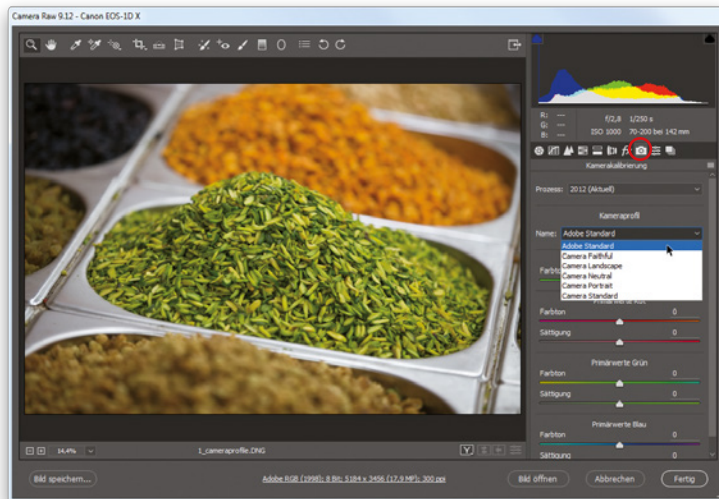 Camera Raw 9.12 - Canon EOS-1D X
R: ---
G: ---
B: ---
f/2,8 1/250 s
ISO 1000 70-200 bei 142 mm
Kamerakalibrierung
Prozess: 2012 (Aktuell)
Kameraprofil
Name: Adobe Standard
Adobe Standard
Camera Faithful
Camera Landscape
Camera Neutral
Camera Portrait
Camera Standard
Farbton 0
Sättigung 0
Primärwerte Grün
Farbton 0
Sättigung 0
Primärwerte Blau
Farbton 0
Sättigung 0
14,4% 1_cameraprofile.DNG Y
Bild speichern... Adobe RGB (1998); 8 Bit; 5184 x 3456 (17,9 MP); 300 ppi Bild öffnen Abbrechen Fertig